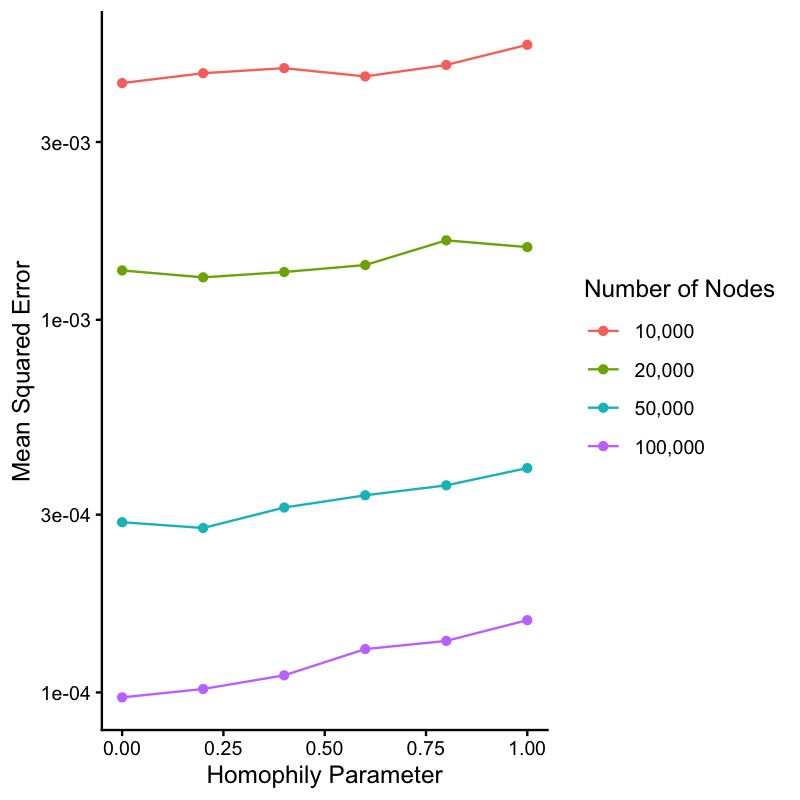 3e-03
1e-03
3e-04
1e-04
Mean Squared Error
0.00 0.25 0.50 0.75 1.00
Homophily Parameter
Number of Nodes
10,000
20,000
50,000
100,000